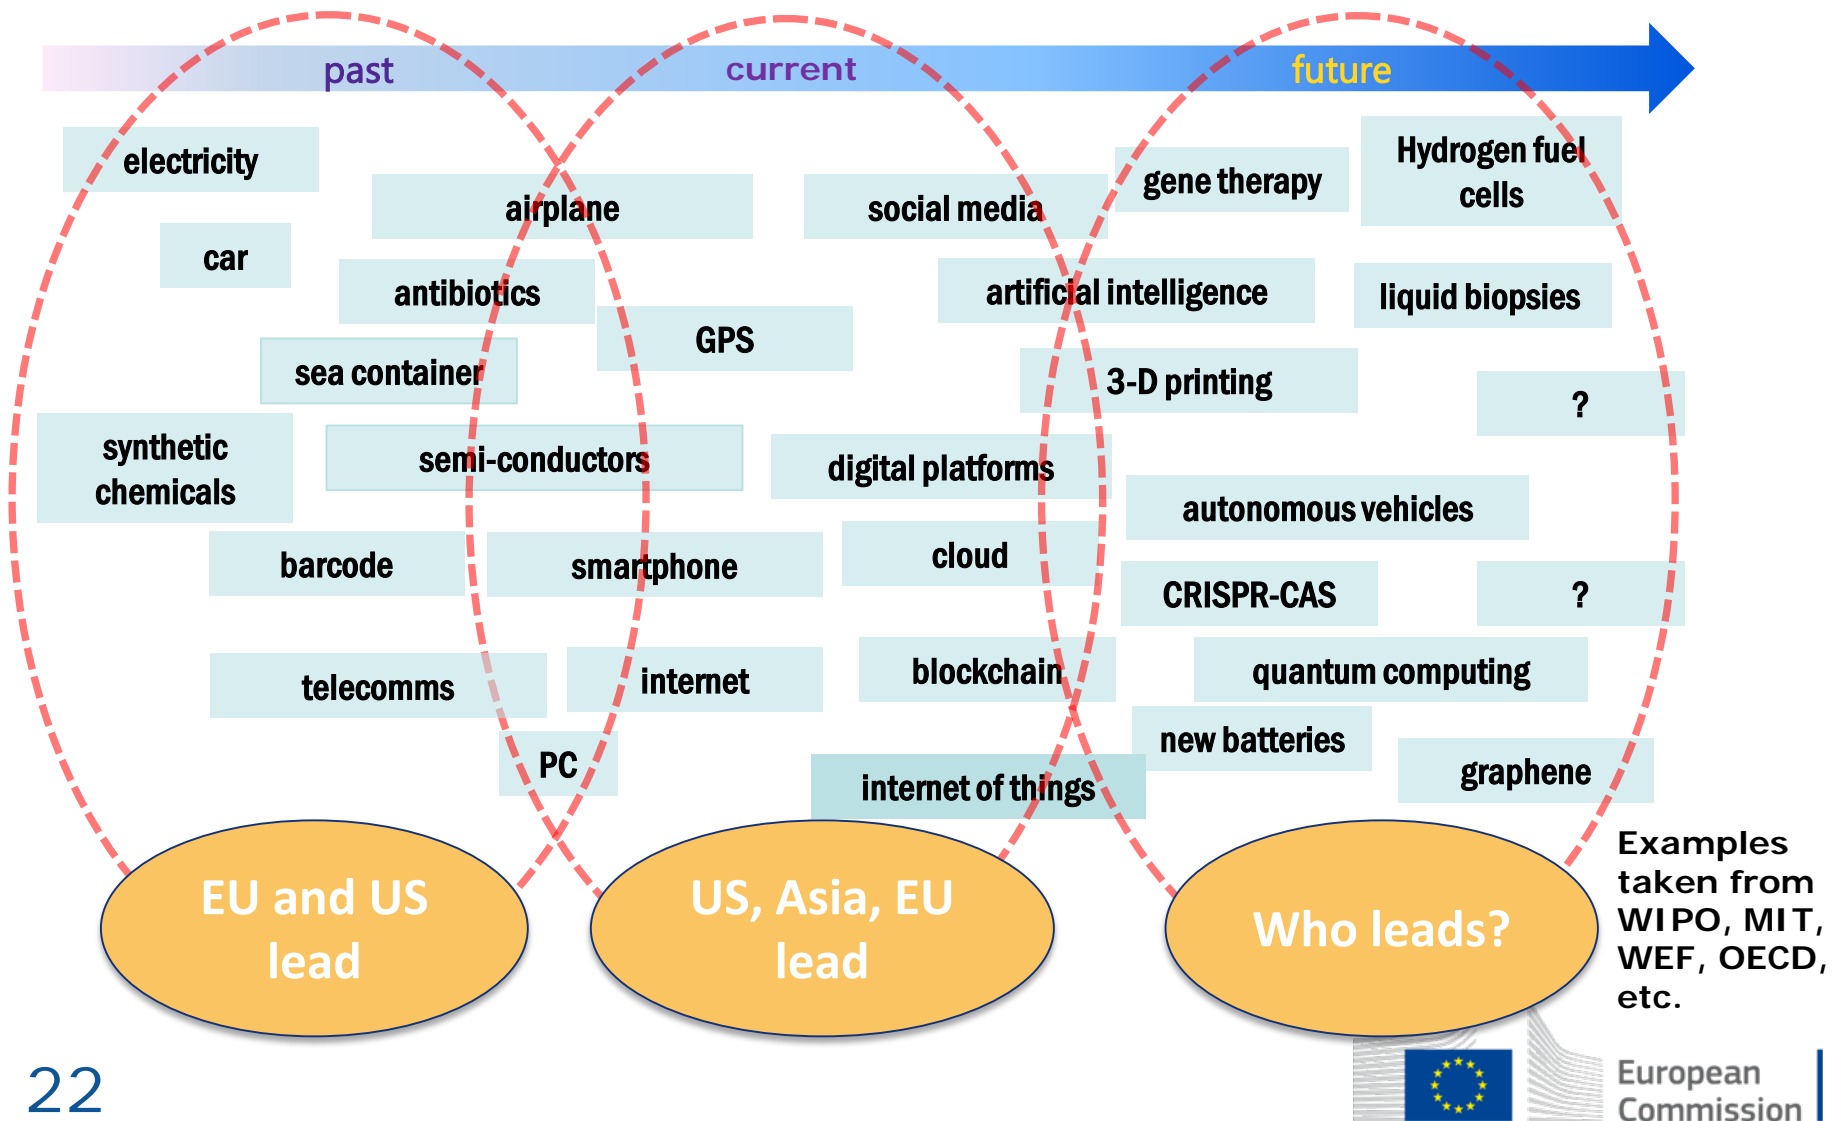 past
current
future
electricity
airplane
social media
gene therapy
Hydrogen fuel
cells
car
antibiotics
GPS
artificial intelligence
liquid biopsies
sea container
3-D printing
?
synthetic
chemicals
semi-conductors
digital platforms
autonomous vehicles
barcode
smartphone
cloud
CRISPR-CAS
?
telecomms
internet
blockchain
quantum computing
PC
internet of things
new batteries
graphene
EU and US
lead
US, Asia, EU
lead
Who leads?
Examples
taken from
WIPO, MIT,
WEF, OECD,
etc.
22
European
Commission